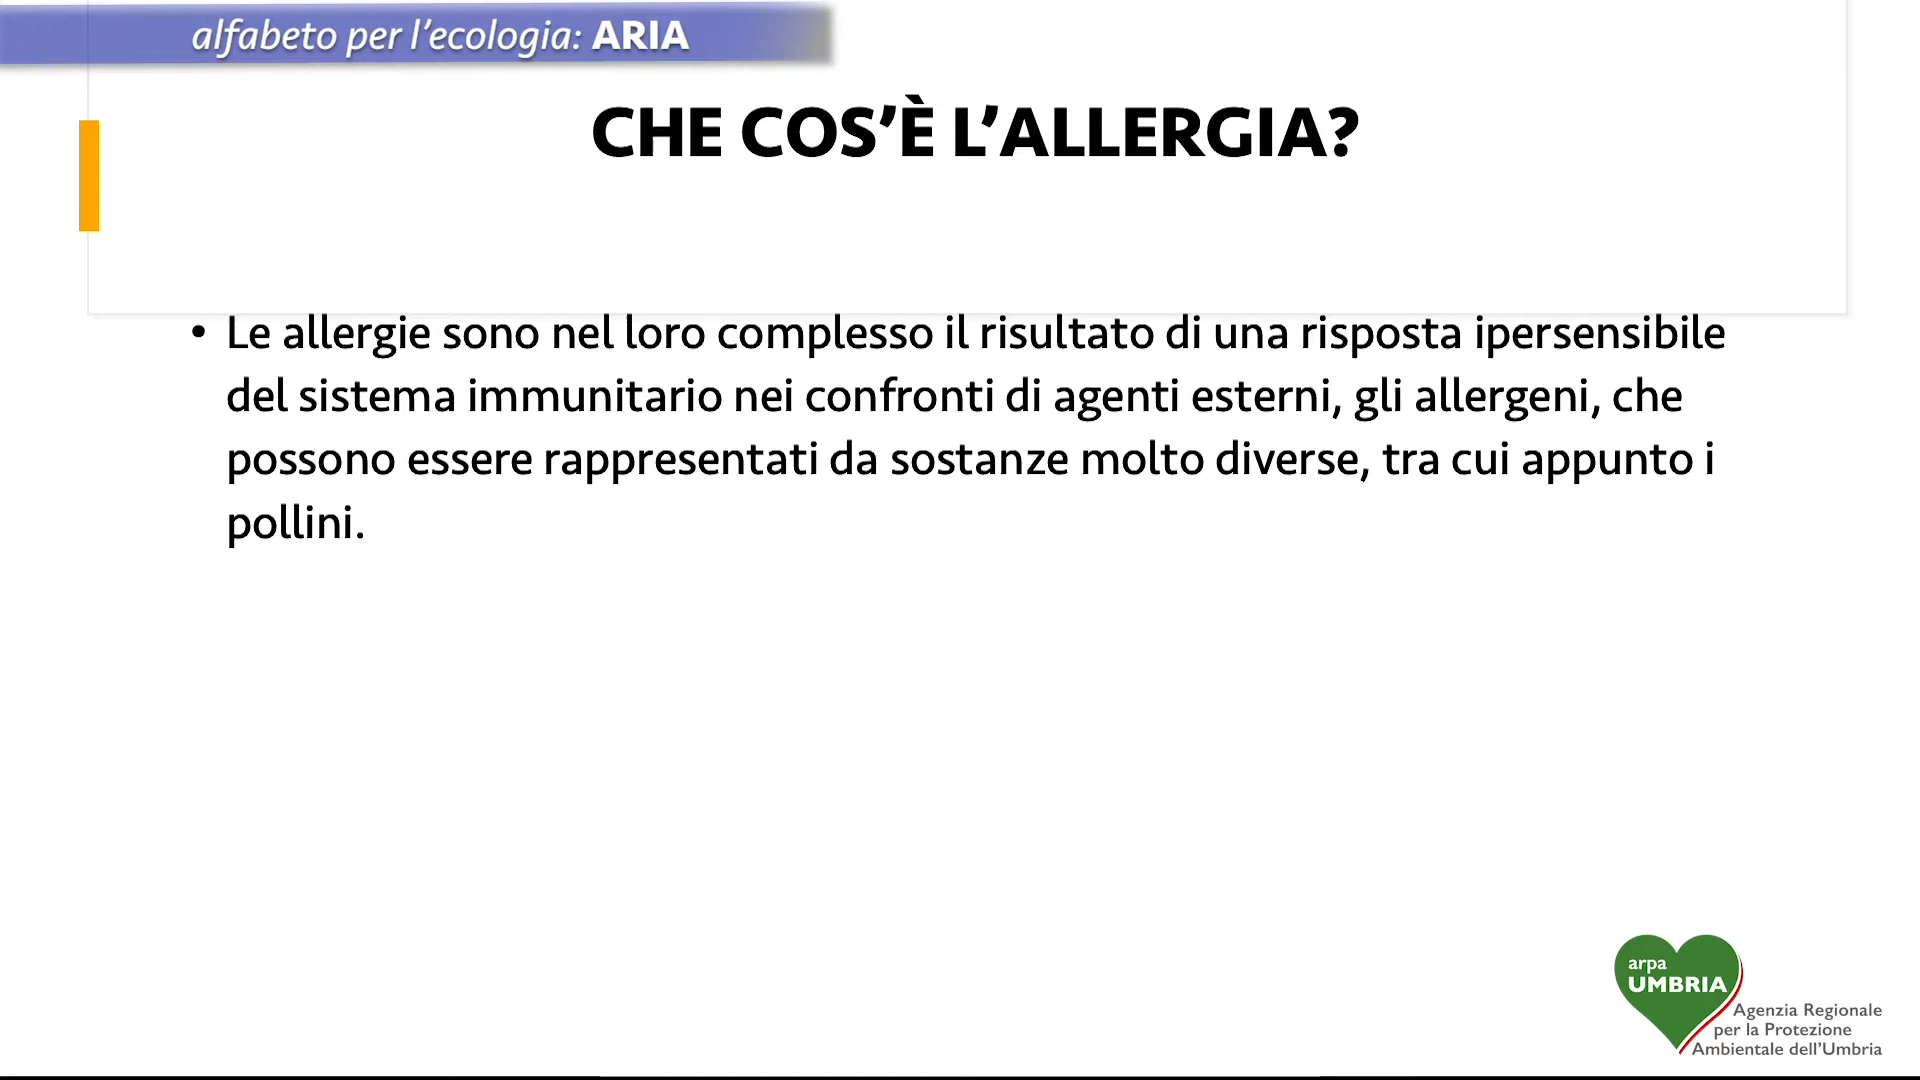 alfabeto per l’ecologia: ARIA
CHE COS’È L’ALLERGIA?
• Le allergie sono nel loro complesso il risultato di una risposta ipersensibile
del sistema immunitario nei confronti di agenti esterni, gli allergeni, che
possono essere rappresentati da sostanze molto diverse, tra cui appunto i
pollini.
arpa
UMBRIA
Agenzia Regionale
per la Protezione
Ambientale dell’Umbria